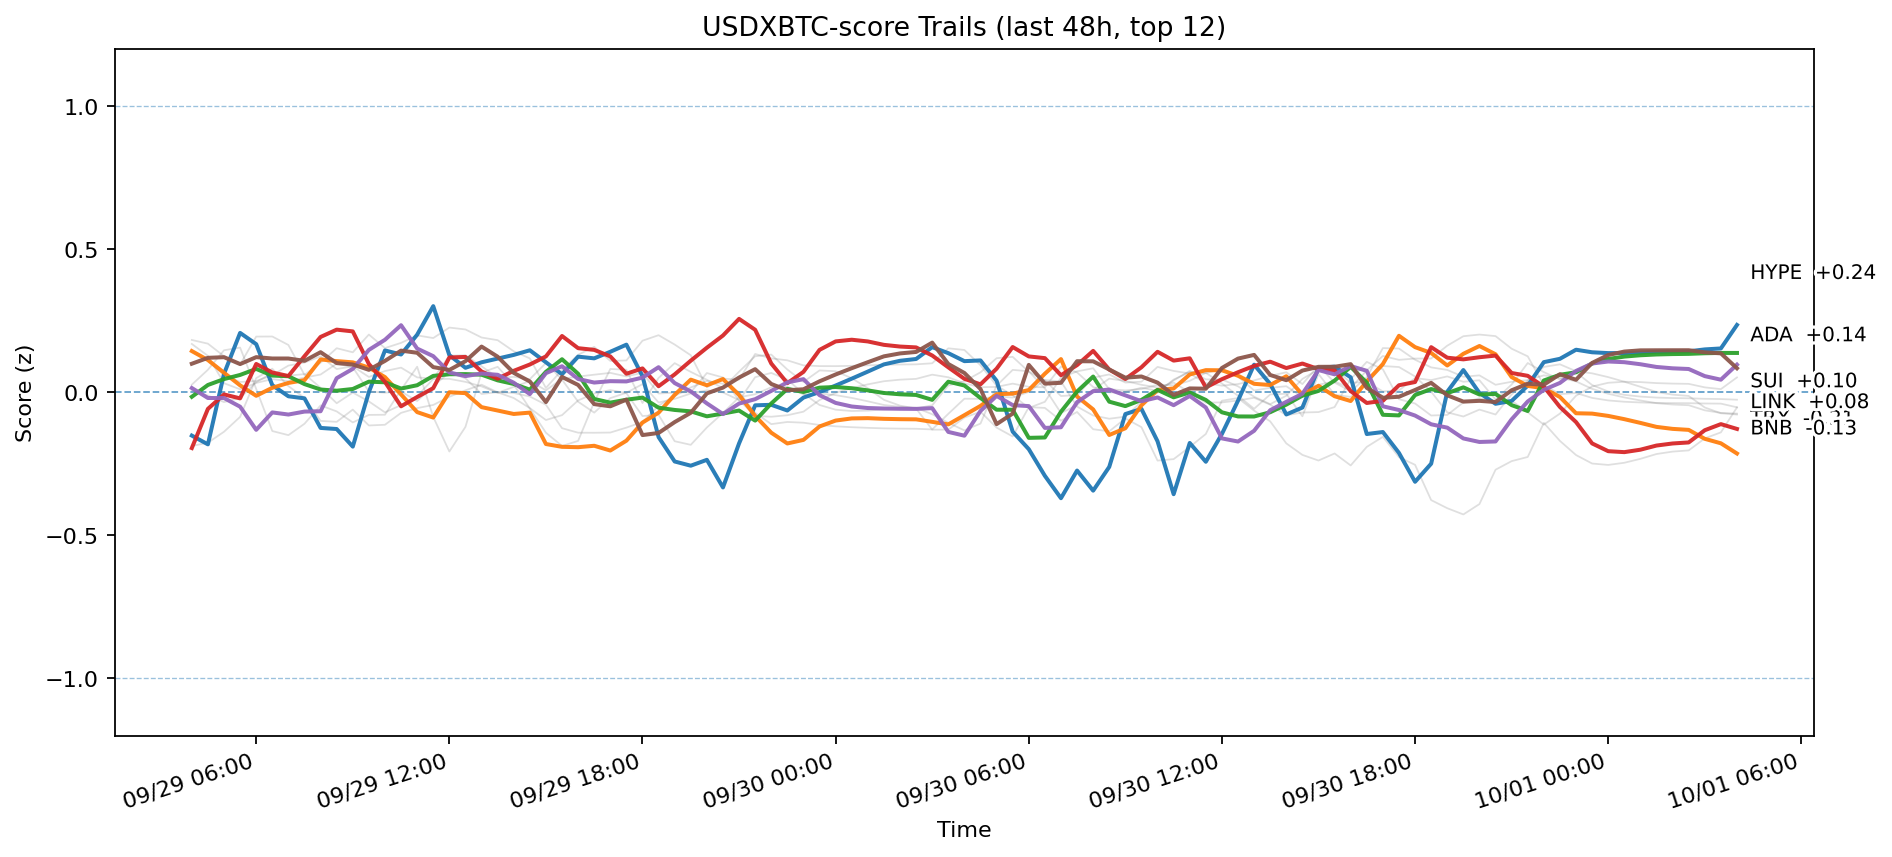 USDXBTC-score Trails (last 48h, top 12)
Score (z)
1.0
0.5
0.0
−0.5
−1.0
HYPE +0.24
ADA +0.14
SUI +0.10
LINK +0.08
BNB -0.13
09/29 06:00
09/29 12:00
09/29 18:00
09/30 00:00
09/30 06:00
09/30 12:00
09/30 18:00
10/01 00:00
10/01 06:00
Time